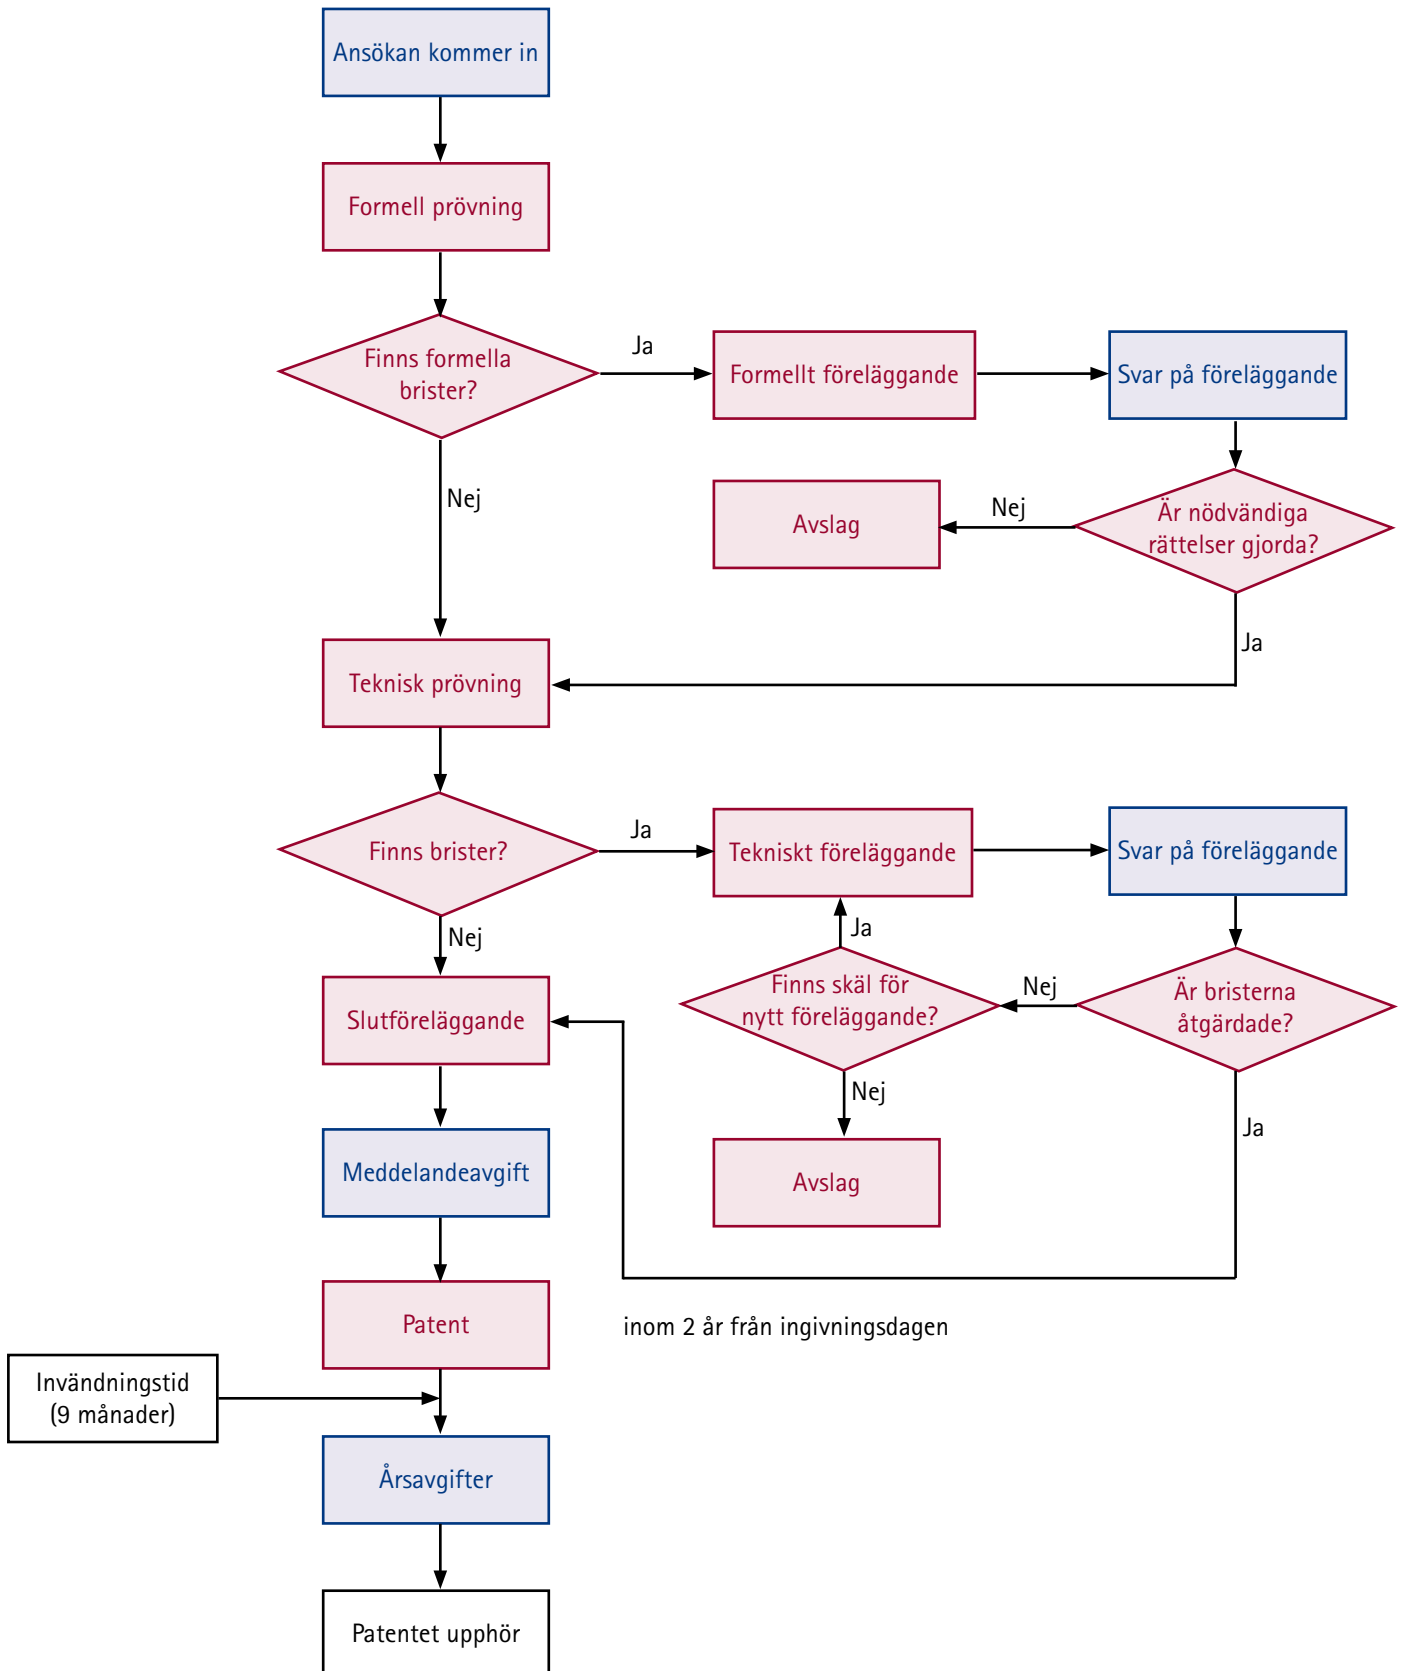 Ansökan kommer in
Formell prövning
Finns formella
brister?
Ja
Formellt föreläggande
Svar på föreläggande
Nej
Avslag
Nej
Är nödvändiga
rättelser gjorda?
Ja
Teknisk prövning
Finns brister?
Ja
Tekniskt föreläggande
Svar på föreläggande
Nej
Ja
Slutföreläggande
Finns skäl för
nytt föreläggande?
Nej
Är bristerna
åtgärdade?
Nej
Ja
Meddelandeavgift
Avslag
Patent
inom 2 år från ingivningsdagen
Invändningstid
(9 månader)
Årsavgifter
Patentet upphör